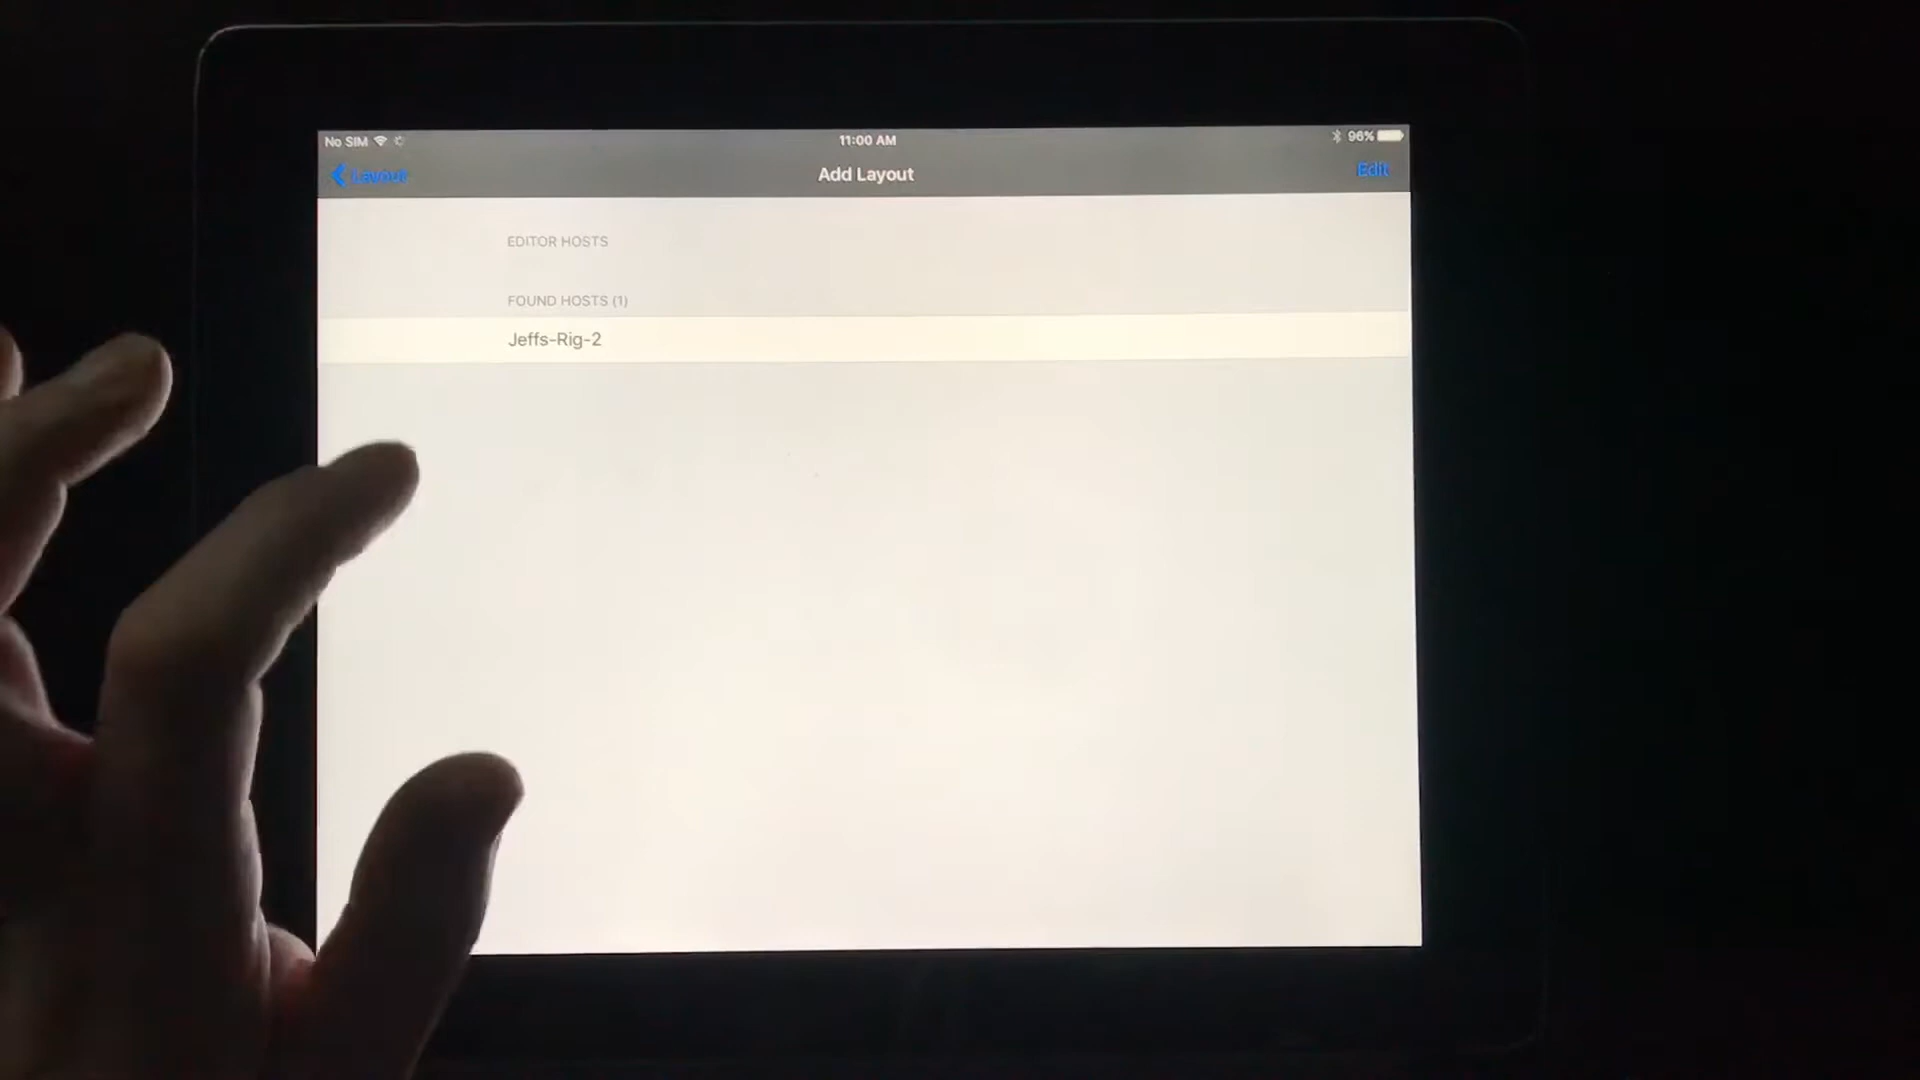 No SIM
11:00 AM
96%
Layout
Add Layout
Edit
EDITOR HOSTS
FOUND HOSTS (1)
Jeffs-Rig-2